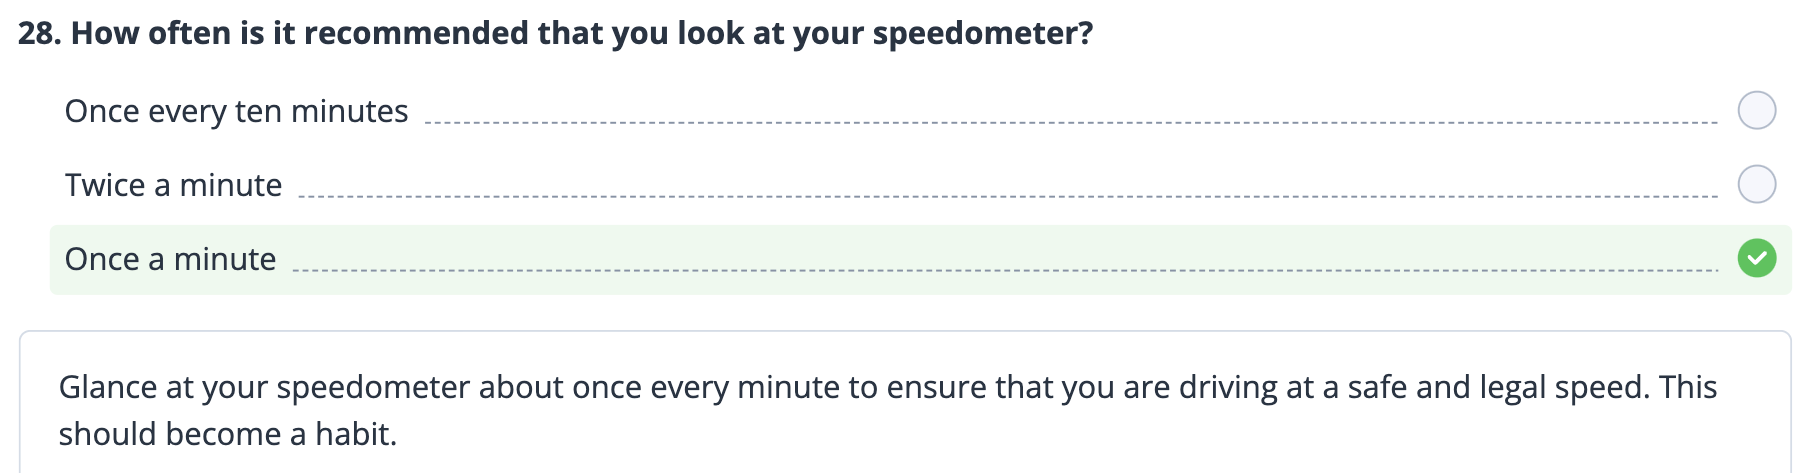 28. How often is it recommended that you look at your speedometer?
Once every ten minutes
Twice a minute
Once a minute
Glance at your speedometer about once every minute to ensure that you are driving at a safe and legal speed. This
should become a habit.